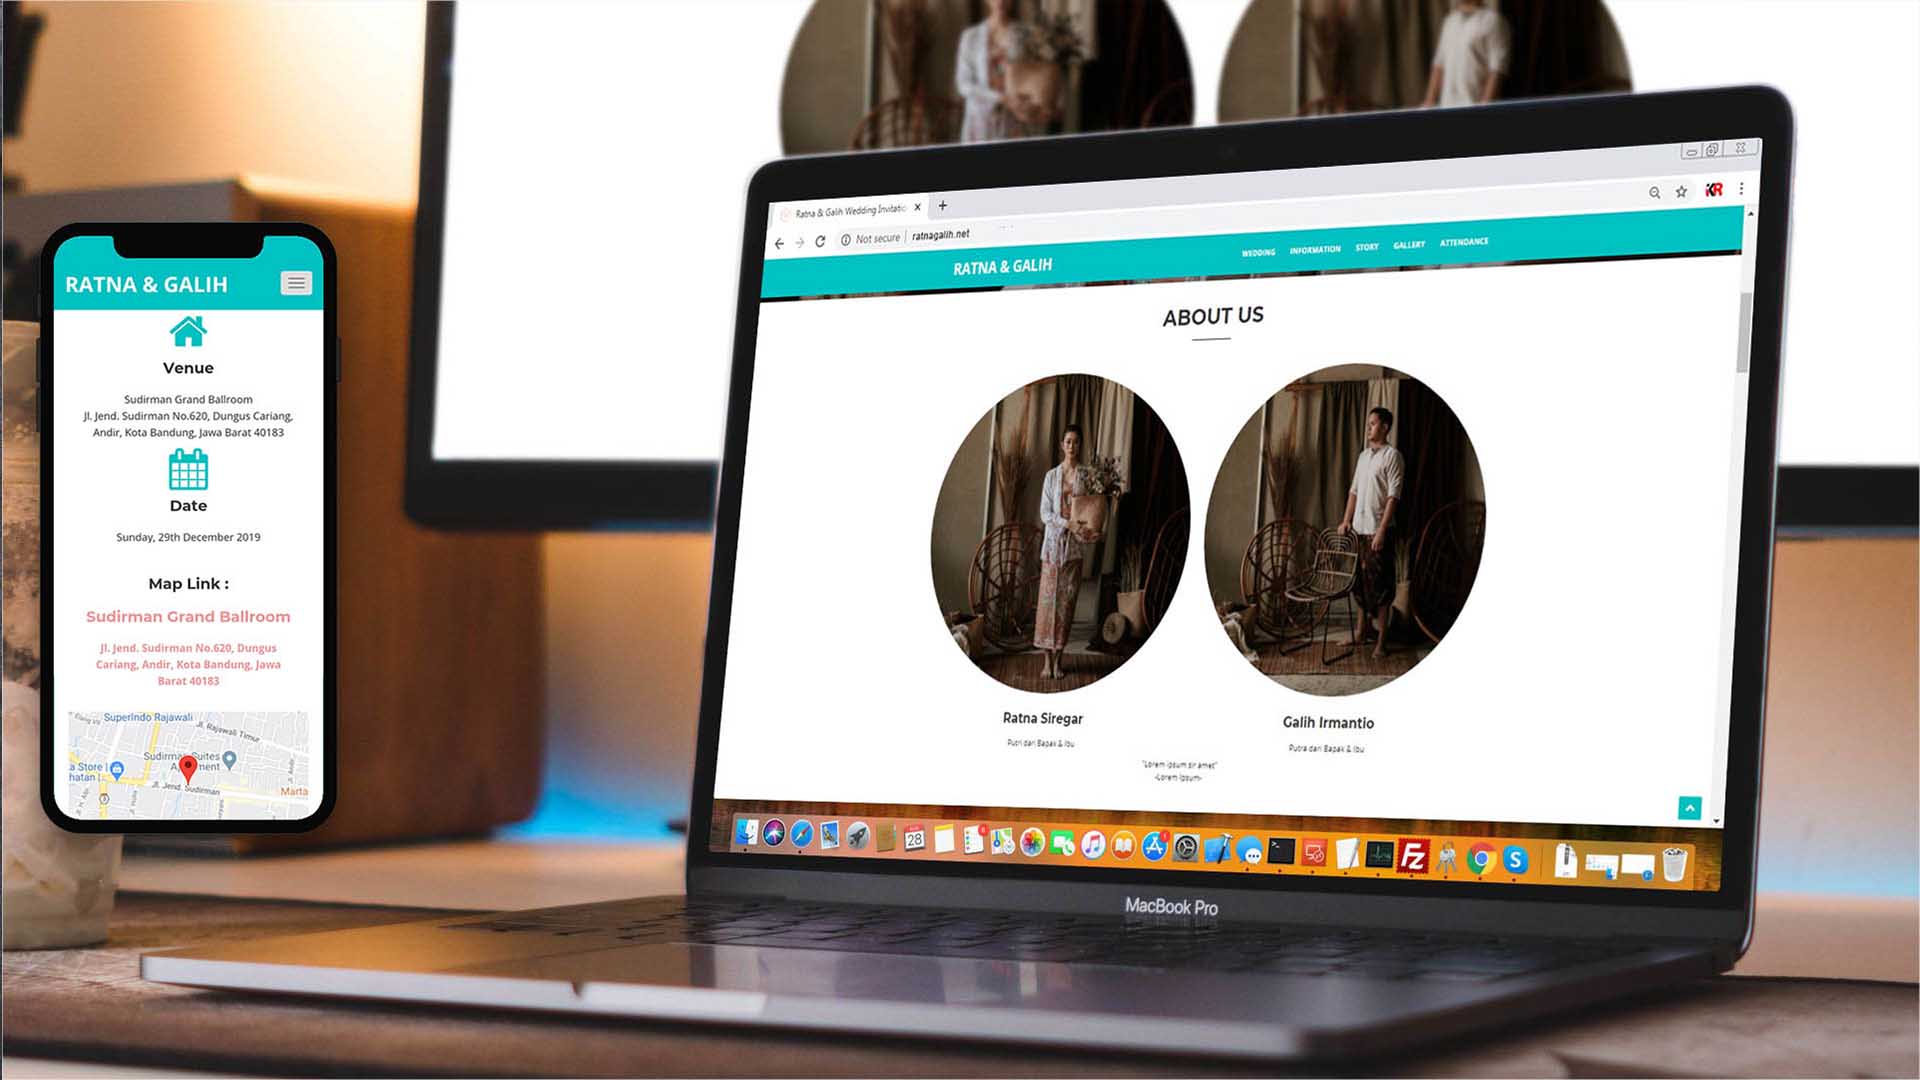 RATNA & GALIH
Venue
Sudirman Grand Ballroom
Jl. Jend. Sudirman No.620, Dungus Cariang,
Andir, Kota Bandung, Jawa Barat 40183
Date
Sunday, 29th December 2019
Map Link :
Sudirman Grand Ballroom
Jl. Jend. Sudirman No.620, Dungus
Cariang, Andir, Kota Bandung, Jawa
Barat 40183
SuperIndo Rajawali
Jl. Rajawali Timur
a Store
hatan
Jl. Jend. Sudirman
Marta
Ratna & Galih Wedding Invitatio
Not secure | ratnagalih.net
KR
RATNA & GALIH
WEDDING INFORMATION STORY GALLERY ATTENDANCE
ABOUT US
Ratna Siregar
Putri dari Bapak & Ibu
Galih Irmantio
Putra dari Bapak & Ibu
"Lorem ipsum sir amet"
-Lorem Ipsum-
28
MacBook Pro